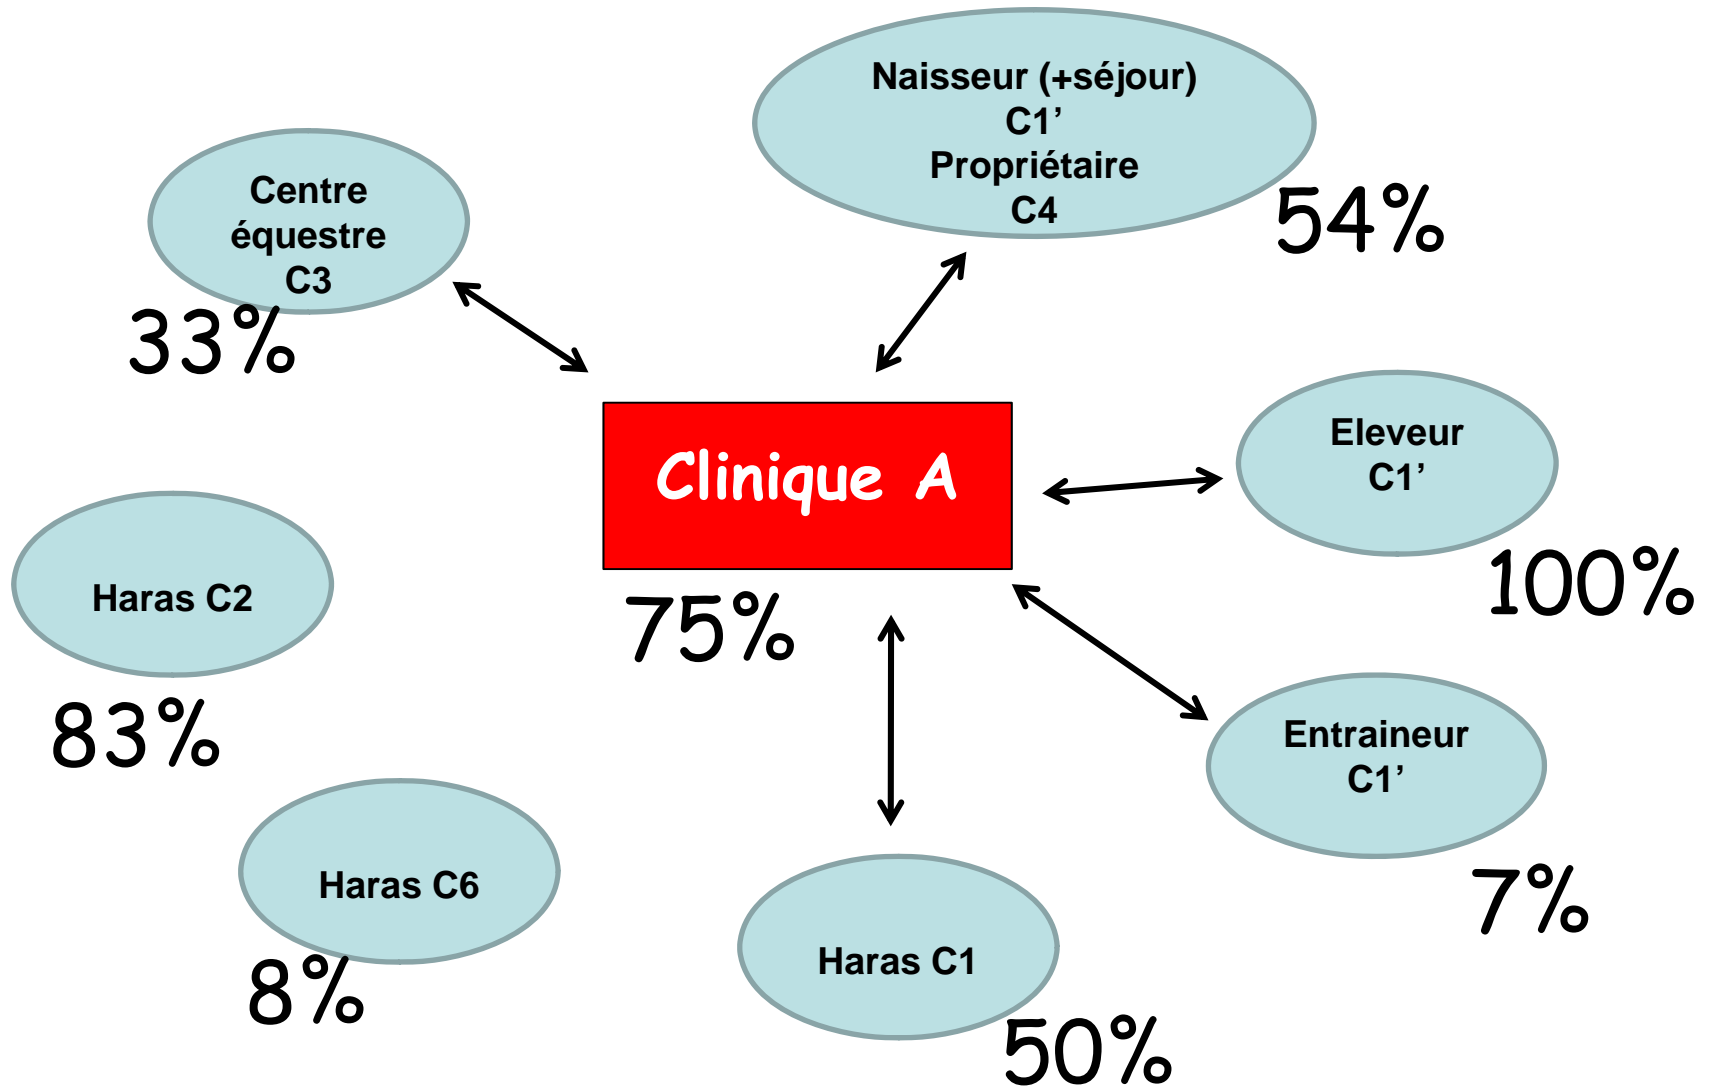 Naisseur (+séjour)
C1’
Propriétaire
C4
54%
Centre
équestre
C3
33%
Clinique A
75%
Eleveur
C1’
100%
Haras C2
83%
Entraineur
C1’
7%
Haras C6
8%
Haras C1
50%